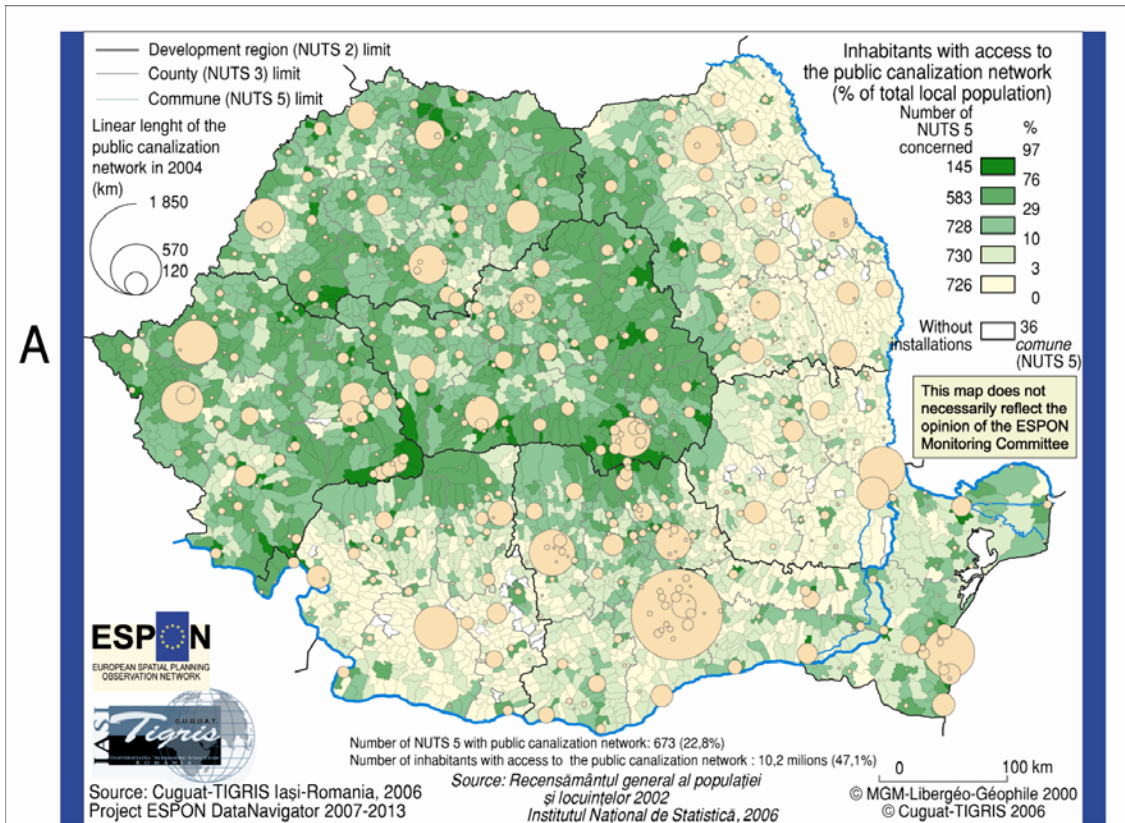 Development region (NUTS 2) limit
County (NUTS 3) limit
Commune (NUTS 5) limit
Linear lenght of the
public canalization
network in 2004
(km)
1 850
570
120
A
Inhabitants with access to
the public canalization network
(% of total local population)
Number of
NUTS 5
concerned
%
97
145
76
583
29
728
10
730
3
726
0
Without
installations
36
comune
(NUTS 5)
This map does not
necessarily reflect the
opinion of the ESPON
Monitoring Committee
ESPON
EUROPEAN SPATIAL PLANNING
OBSERVATION NETWORK
C.U.G.U.A.T.
IASI
Tigris
ROMANIA
Number of NUTS 5 with public canalization network: 673 (22,8%)
Number of inhabitants with access to the public canalization network : 10,2 milions (47,1%)
Source: Recensământul general al populației
și locuințelor 2002
Institutul Național de Statistică, 2006
Source: Cuguat-TIGRIS Iași-Romania, 2006
Project ESPON DataNavigator 2007-2013
0 100 km
© MGM-Libergéo-Géophile 2000
© Cuguat-TIGRIS 2006